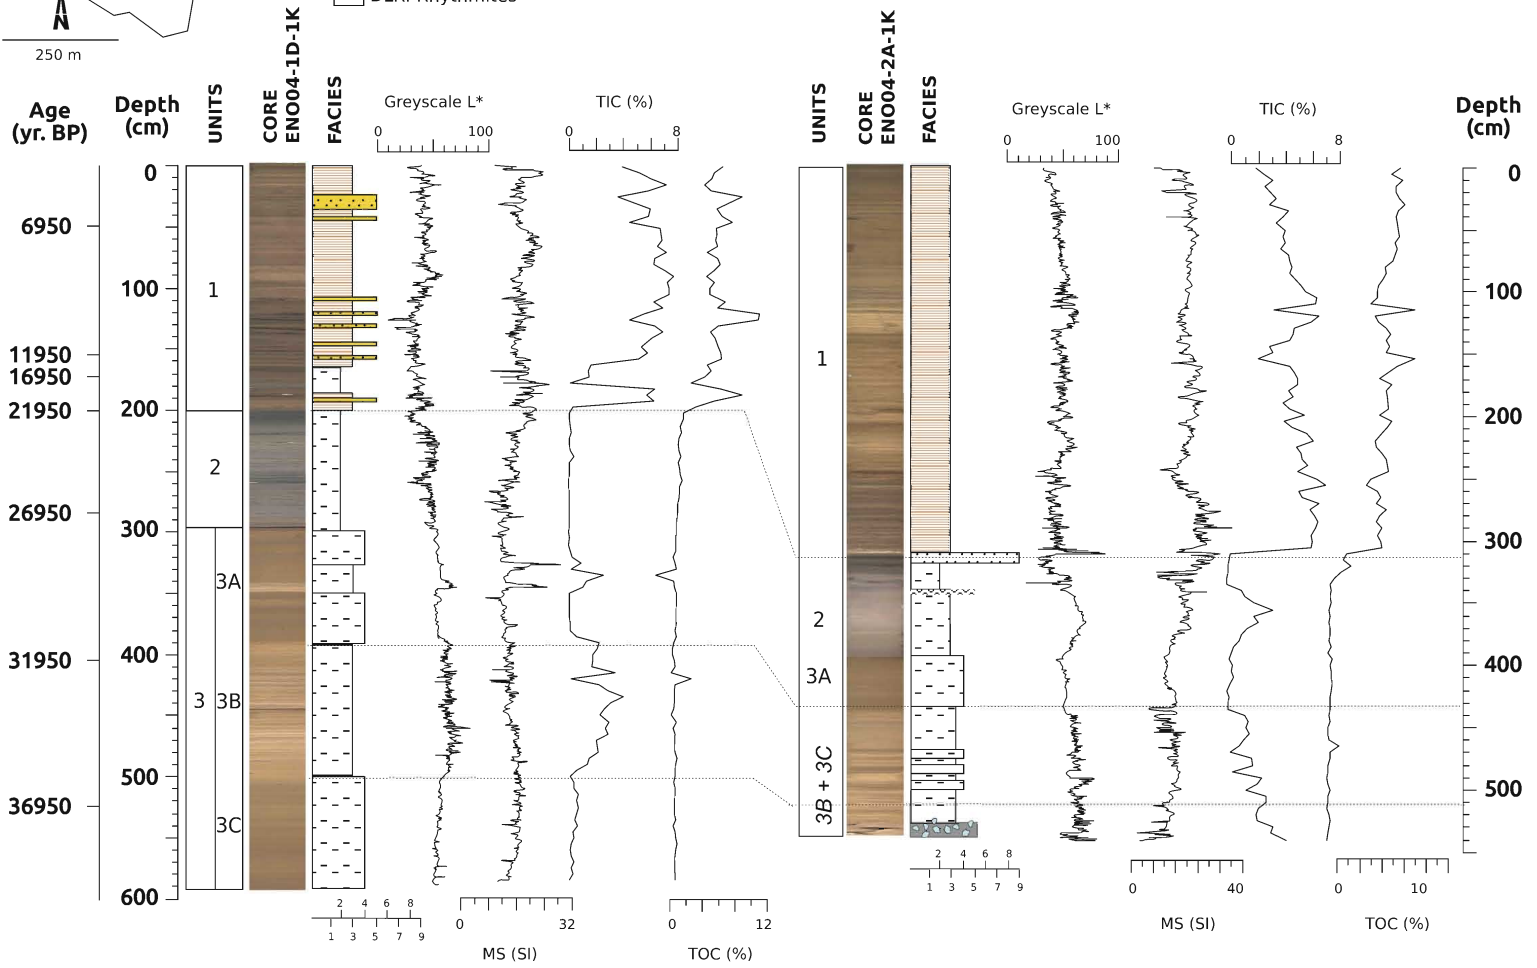 N
250 m
Rhythmites
Age
(yr. BP)
Depth
(cm)
UNITS
CORE
ENO04-1D-1K
FACIES
Greyscale L*
0 100
TIC (%)
0 8
UNITS
CORE
ENO04-2A-1K
FACIES
Greyscale L*
0 100
TIC (%)
0 8
Depth
(cm)
6950
11950
16950
21950
26950
31950
36950
0
100
200
300
400
500
600
1
2
3
3A
3B
3C
1
2
3A
3B + 3C
0
100
200
300
400
500
2 4 6 8
1 3 5 7 9
0 32
MS (SI)
0 12
TOC (%)
2 4 6 8
1 3 5 7 9
0 40
MS (SI)
0 10
TOC (%)